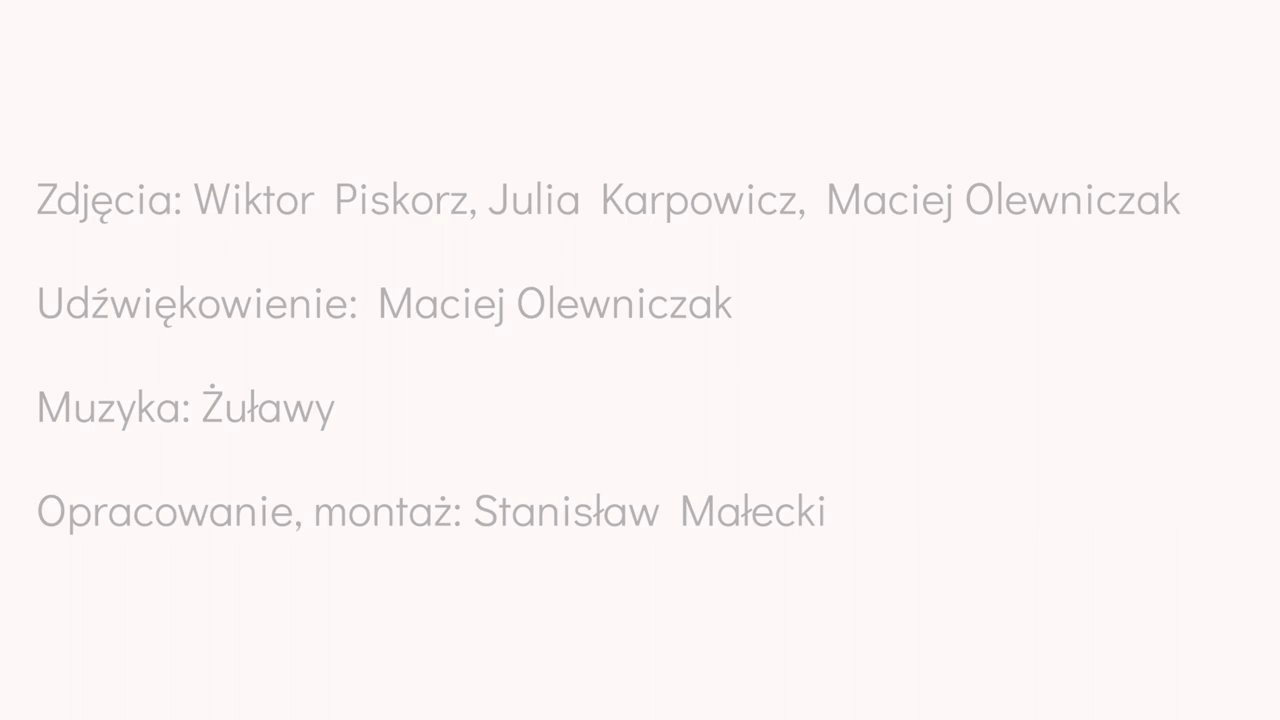 Zdjęcia: Wiktor Piskorz, Julia Karpowicz, Maciej Olewniczak
Udźwiękowienie: Maciej Olewniczak
Muzyka: Żuławy
Opracowanie, montaż: Stanisław Małecki